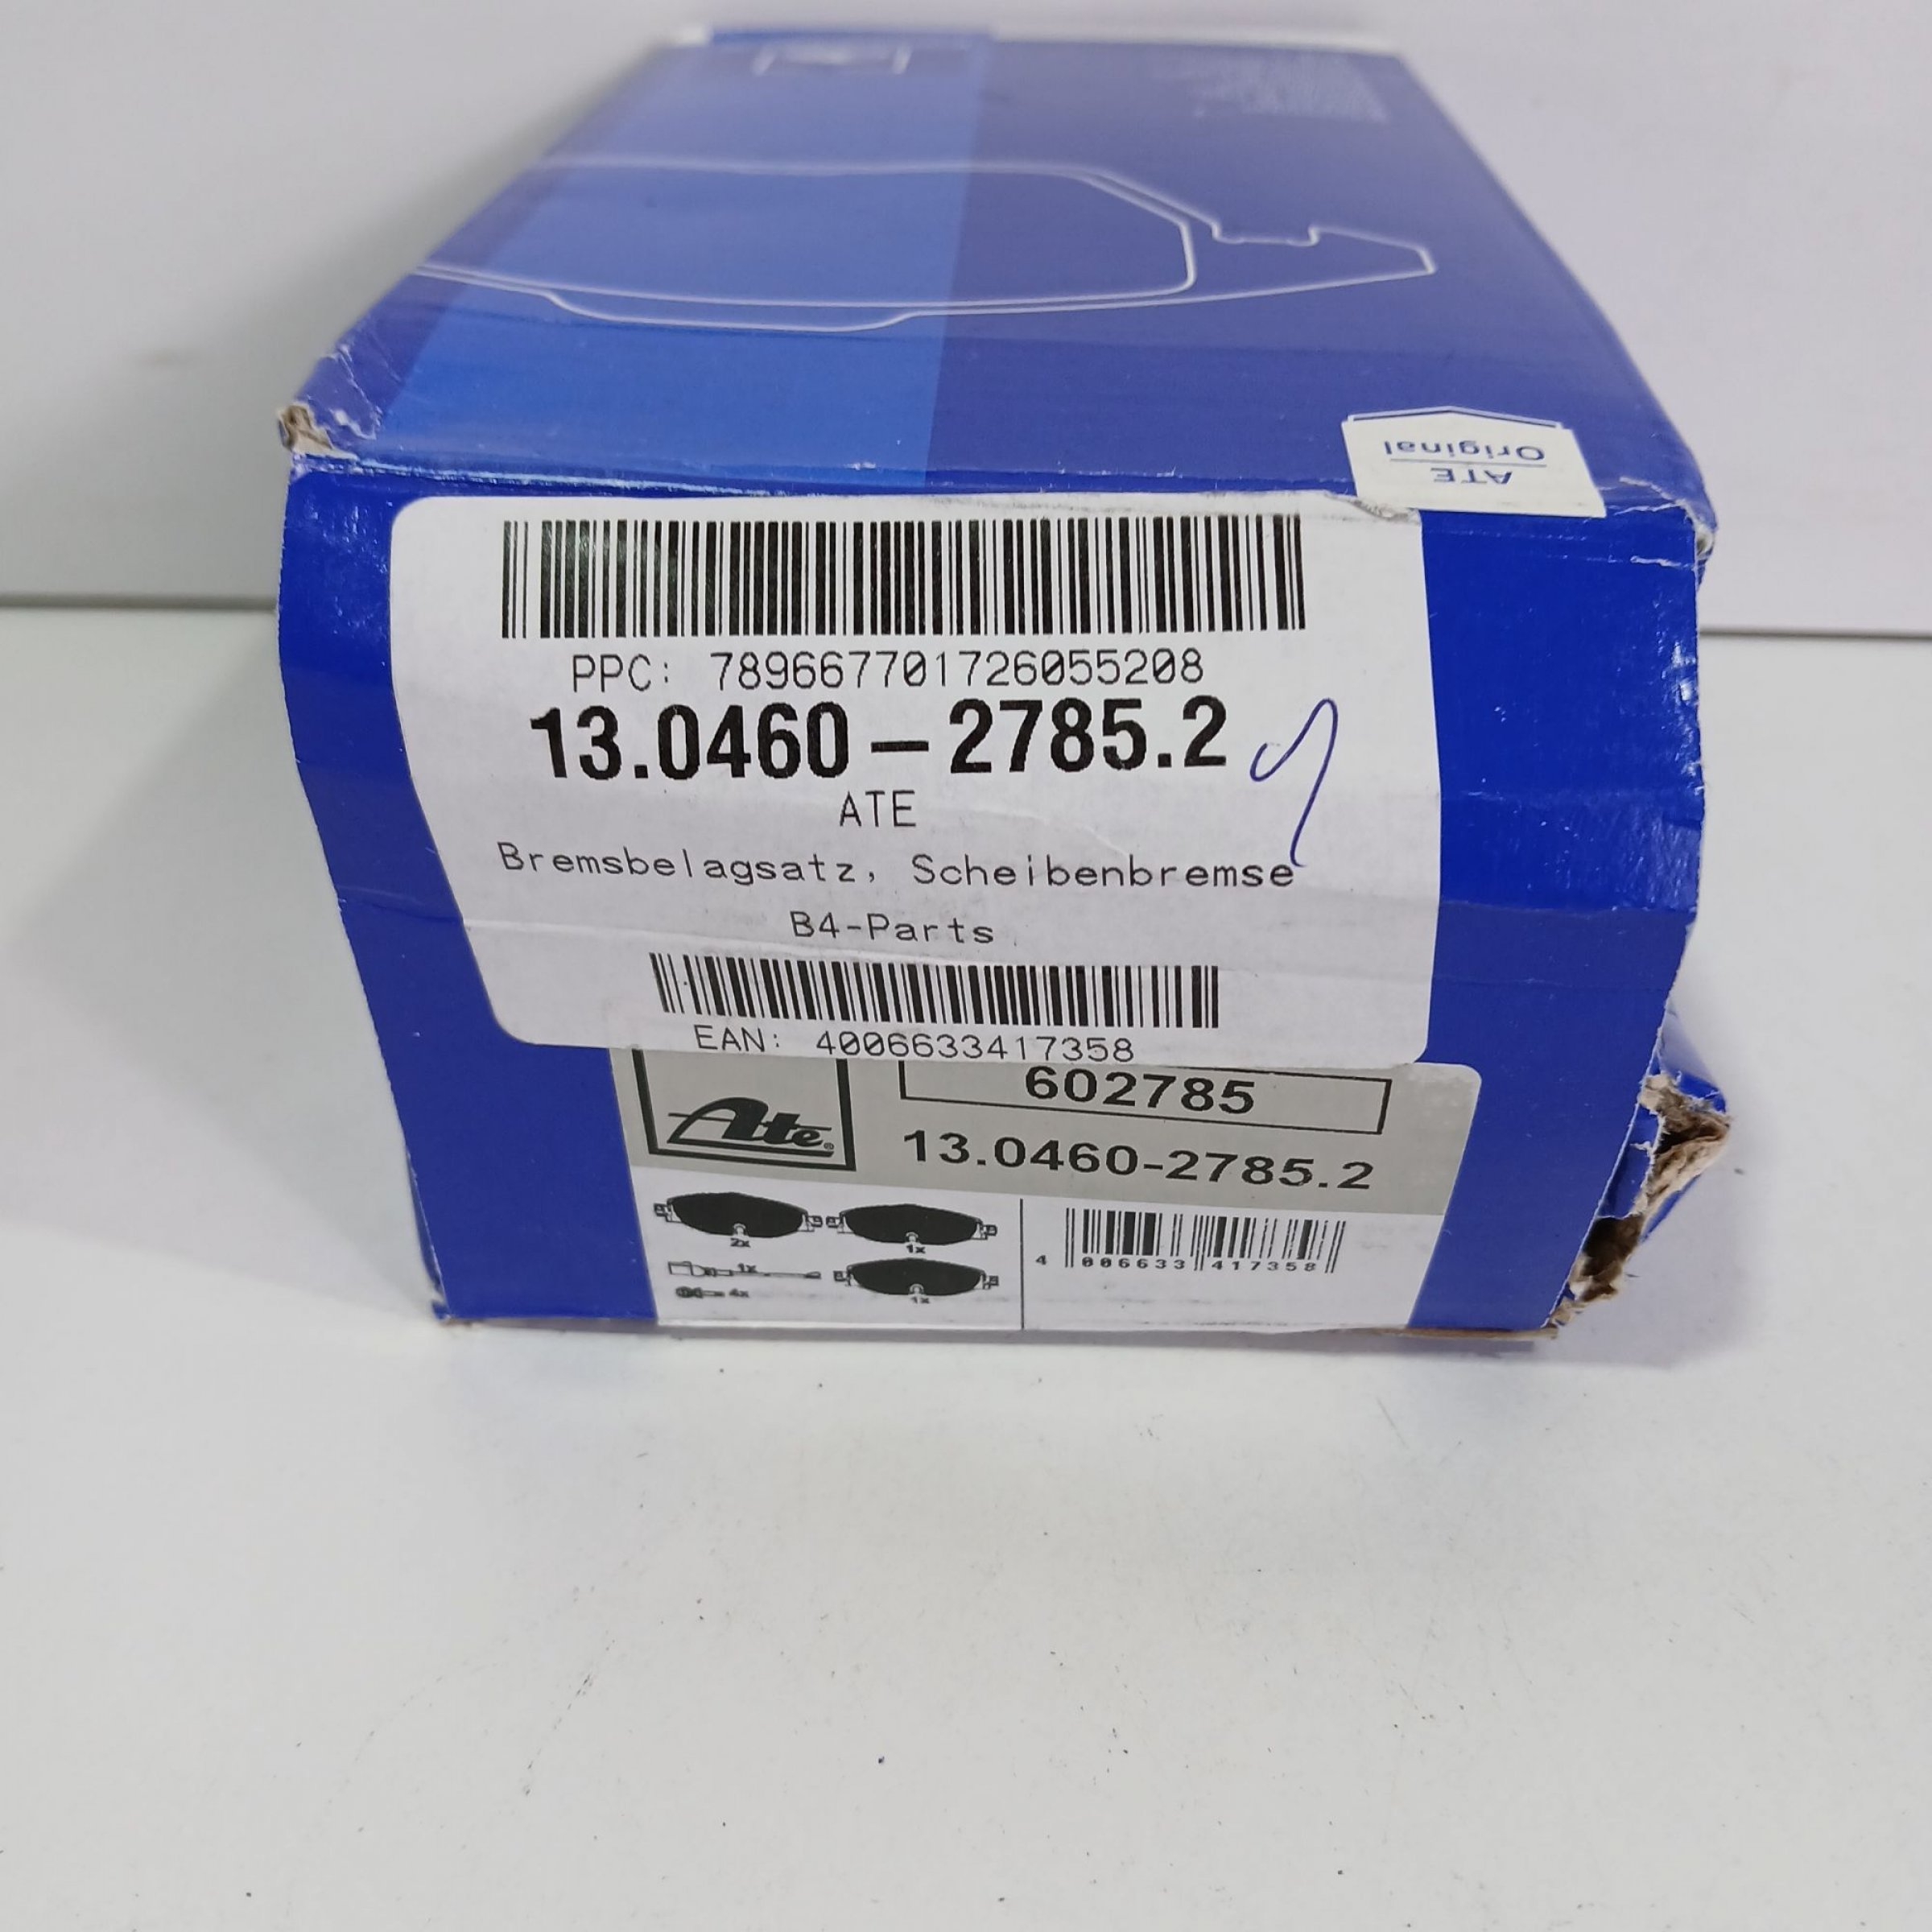 ATE
Original
PPC: 789667701726055208
13.0460-2785.2
ATE
Bremsbelagsatz, Scheibenbremse
B4-Parts
EAN: 4006633417358
602785
Ate
13.0460-2785.2
2x
1x
1x
4x
1x
4 006633 417358